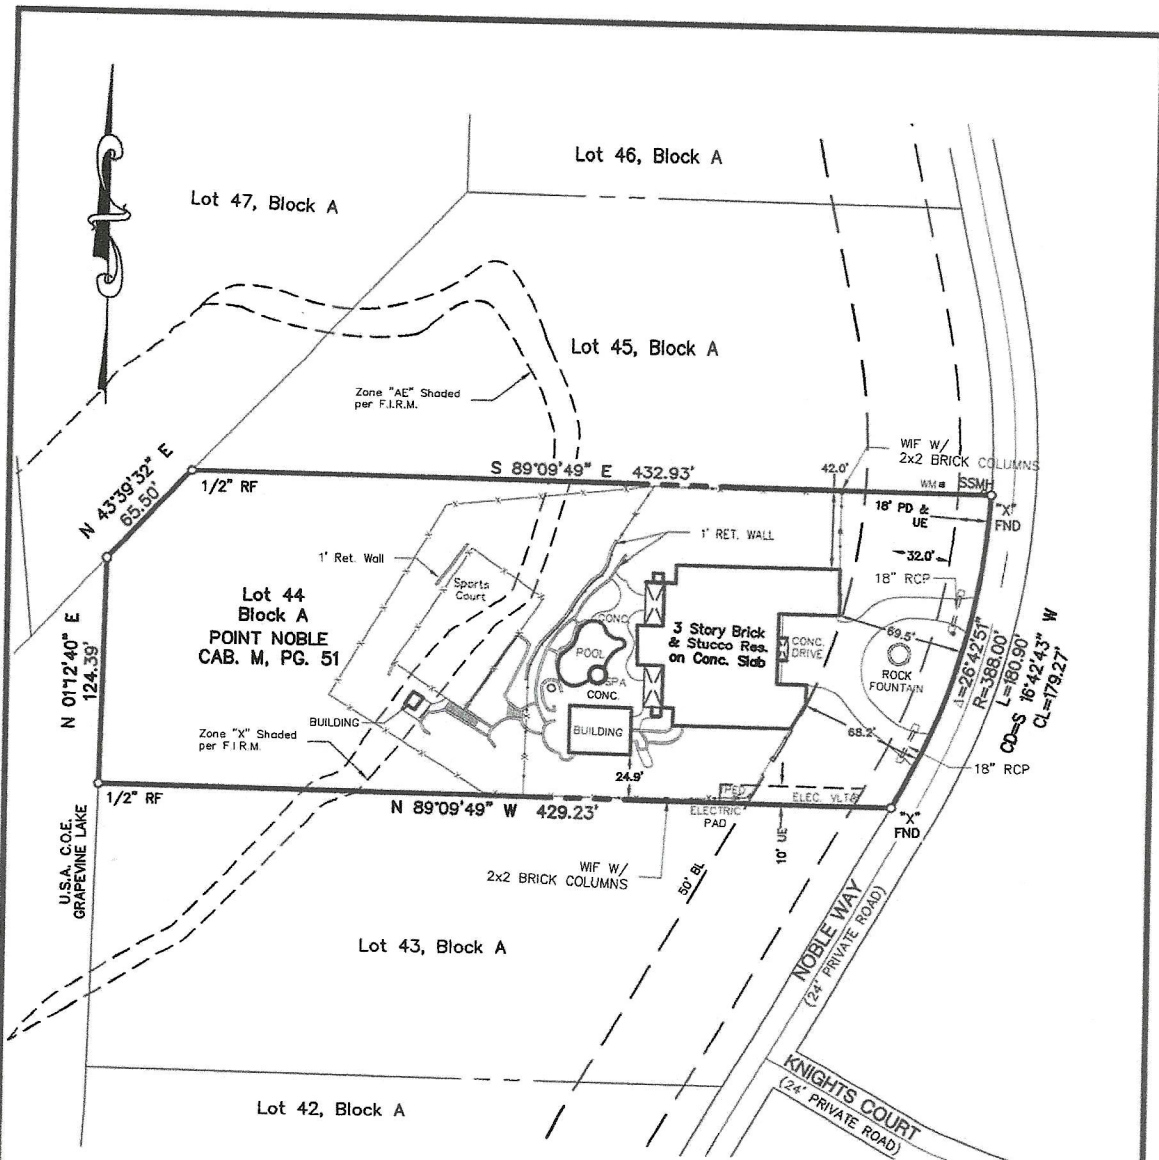 Lot 46, Block A
Lot 47, Block A
Lot 45, Block A
Zone "AE" Shaded
per F.I.R.M.
WIF W/
2x2 BRICK COLUMNS
N 43°39'32" E
65.50'
1/2" RF
S 89°09'49" E 432.93'
42.0'
WM
SSMH
18' PD &
UE
"X"
FND
32.0'
1' Ret. Wall
1' RET. WALL
18" RCP
Sports
Court
Lot 44
Block A
POINT NOBLE
CAB. M, PG. 51
N 01°12'40" E
124.39'
CONC.
POOL
SPA
CONC.
3 Story Brick
& Stucco Res.
on Conc. Slab
CONC.
DRIVE
69.5'
ROCK
FOUNTAIN
Δ=26°42'51"
R=388.00'
L=180.90'
CD=S 16°42'43" W
CL=179.27'
BUILDING
BUILDING
68.2'
Zone "X" Shaded
per F.I.R.M.
18" RCP
24.9'
PED
ELEC. VLT
1/2" RF
N 89°09'49" W 429.23'
ELECTRIC
PAD
"X"
FND
10' UE
U.S.A. C.O.E.
GRAPEVINE LAKE
WIF W/
2x2 BRICK COLUMNS
50' BL
Lot 43, Block A
NOBLE WAY
(24' PRIVATE ROAD)
KNIGHTS COURT
(24' PRIVATE ROAD)
Lot 42, Block A